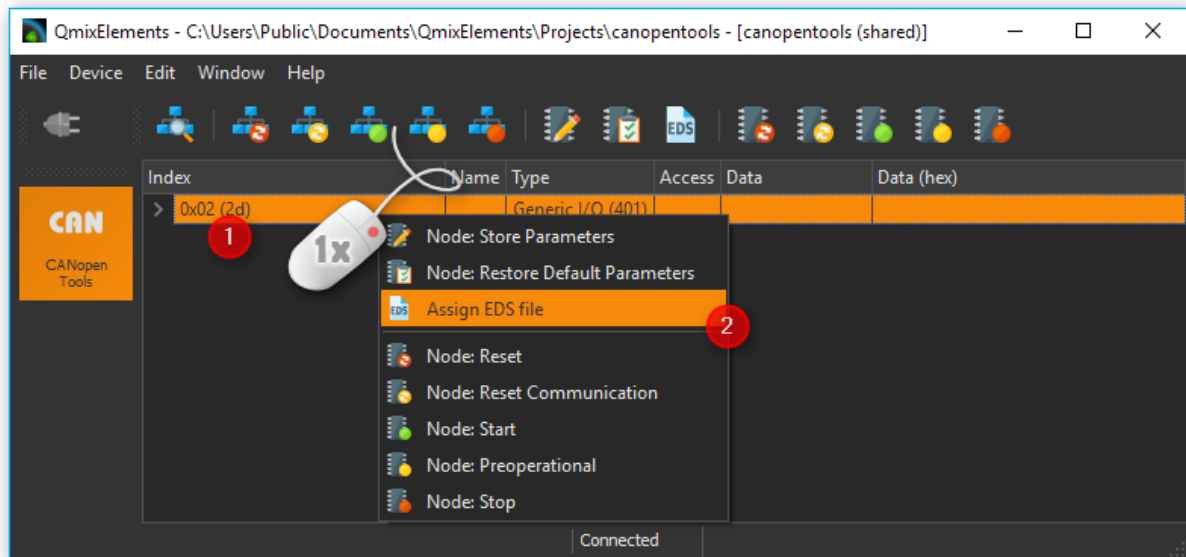 QmixElements - C:\Users\Public\Documents\QmixElements\Projects\canopentools - [canopentools (shared)]
File Device Edit Window Help
EDS
Index Name Type Access Data Data (hex)
0x02 (2d) Generic I/O (401)
1
CAN
CANopen
Tools
1x
Node: Store Parameters
Node: Restore Default Parameters
EDS Assign EDS file
2
Node: Reset
Node: Reset Communication
Node: Start
Node: Preoperational
Node: Stop
Connected